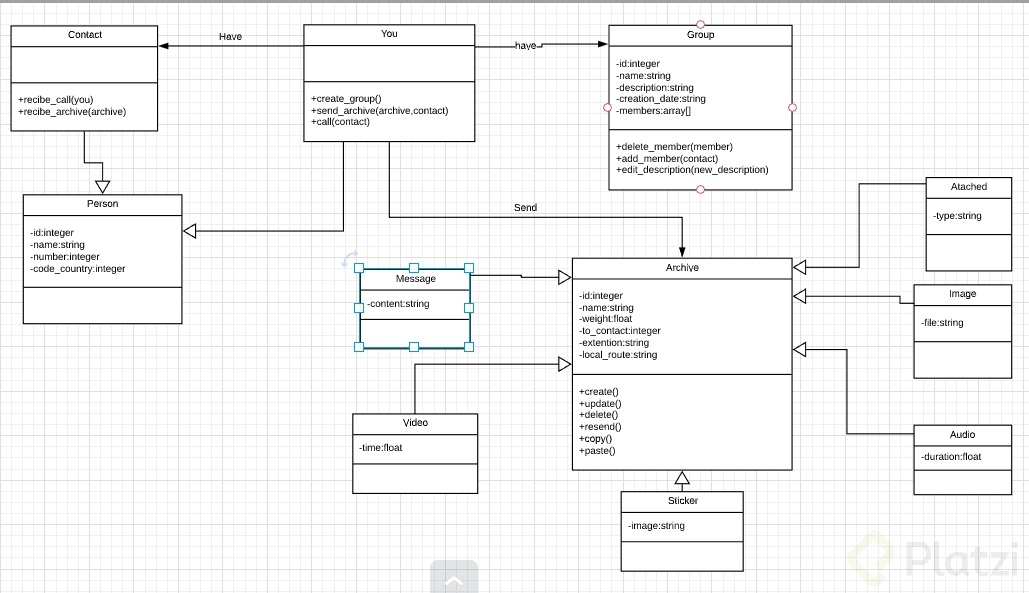 Contact
+recibe_call(you)
+recibe_archive(archive)
Have
You
+create_group()
+send_archive(archive,contact)
+call(contact)
have
Group
-id:integer
-name:string
-description:string
-creation_date:string
-members:array[]
+delete_member(member)
+add_member(contact)
+edit_description(new_description)
Person
-id:integer
-name:string
-number:integer
-code_country:integer
Send
Atached
-type:string
Message
-content:string
Archive
-id:integer
-name:string
-weight:float
-to_contact:integer
-extention:string
-local_route:string
+create()
+update()
+delete()
+resend()
+copy()
+paste()
Image
-file:string
Video
-time:float
Audio
-duration:float
Sticker
-image:string
Platzi